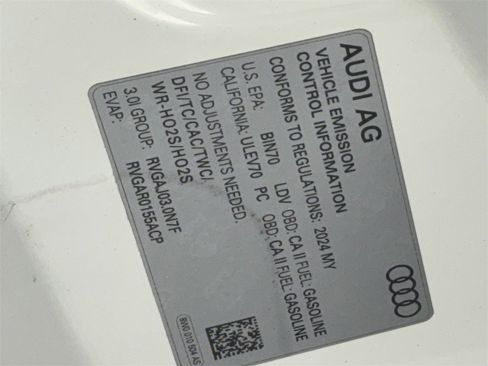 AUDI AG
VEHICLE EMISSION
CONTROL INFORMATION
CONFORMS TO REGULATIONS: 2024 MY
U.S. EPA: BIN70 LDV OBD: CA II FUEL: GASOLINE
CALIFORNIA: ULEV70 PC OBD: CA II FUEL: GASOLINE
NO ADJUSTMENTS NEEDED.
DFI/TC/CAC/TWC/
WR-HO2S/HO2S
3.0l GROUP: RVGAJ03.0N7F
EVAP: RVGAR0155ACP